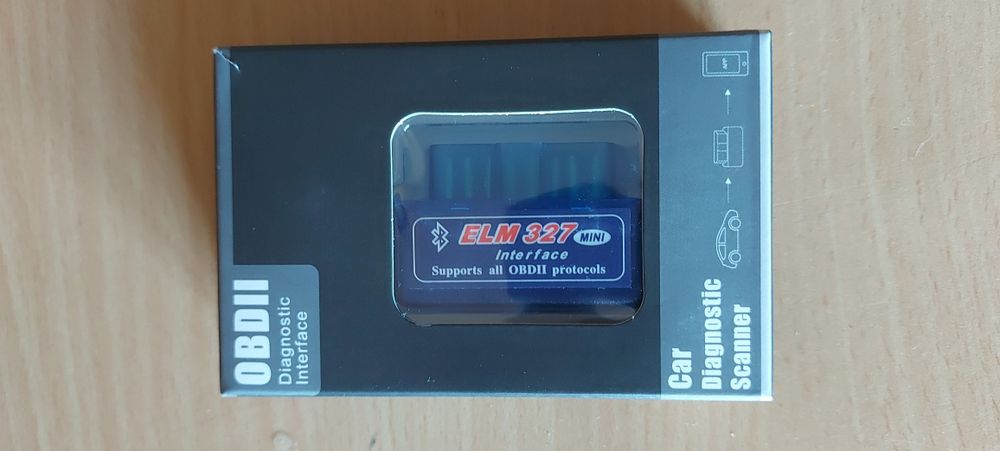 OBDII
Diagnostic
Interface
ELM 327 MINI
Interface
Supports all OBDII protocols
APP
Car
Diagnostic
Scanner